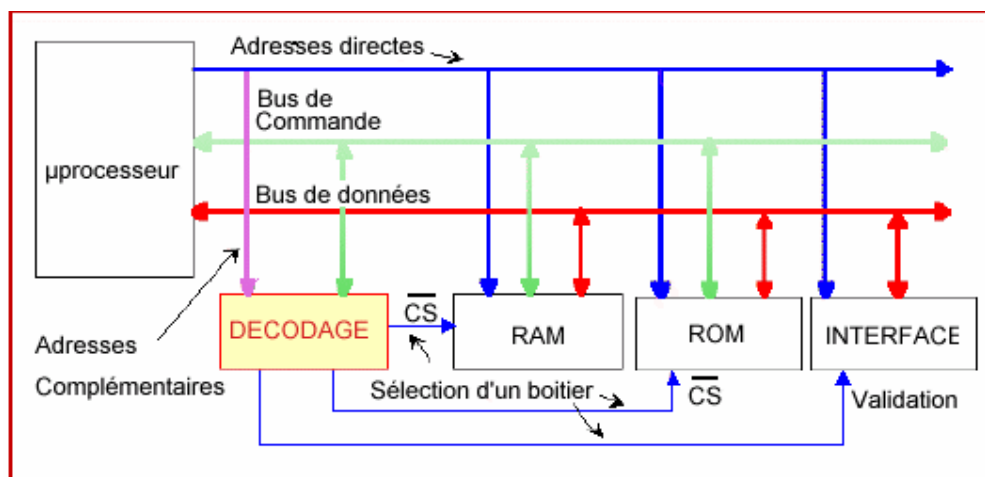 Adresses directes
Bus de
Commande
µprocesseur
Bus de données
DECODAGE
CS
RAM
ROM
INTERFACE
Adresses
Complémentaires
Sélection d'un boitier
CS
Validation